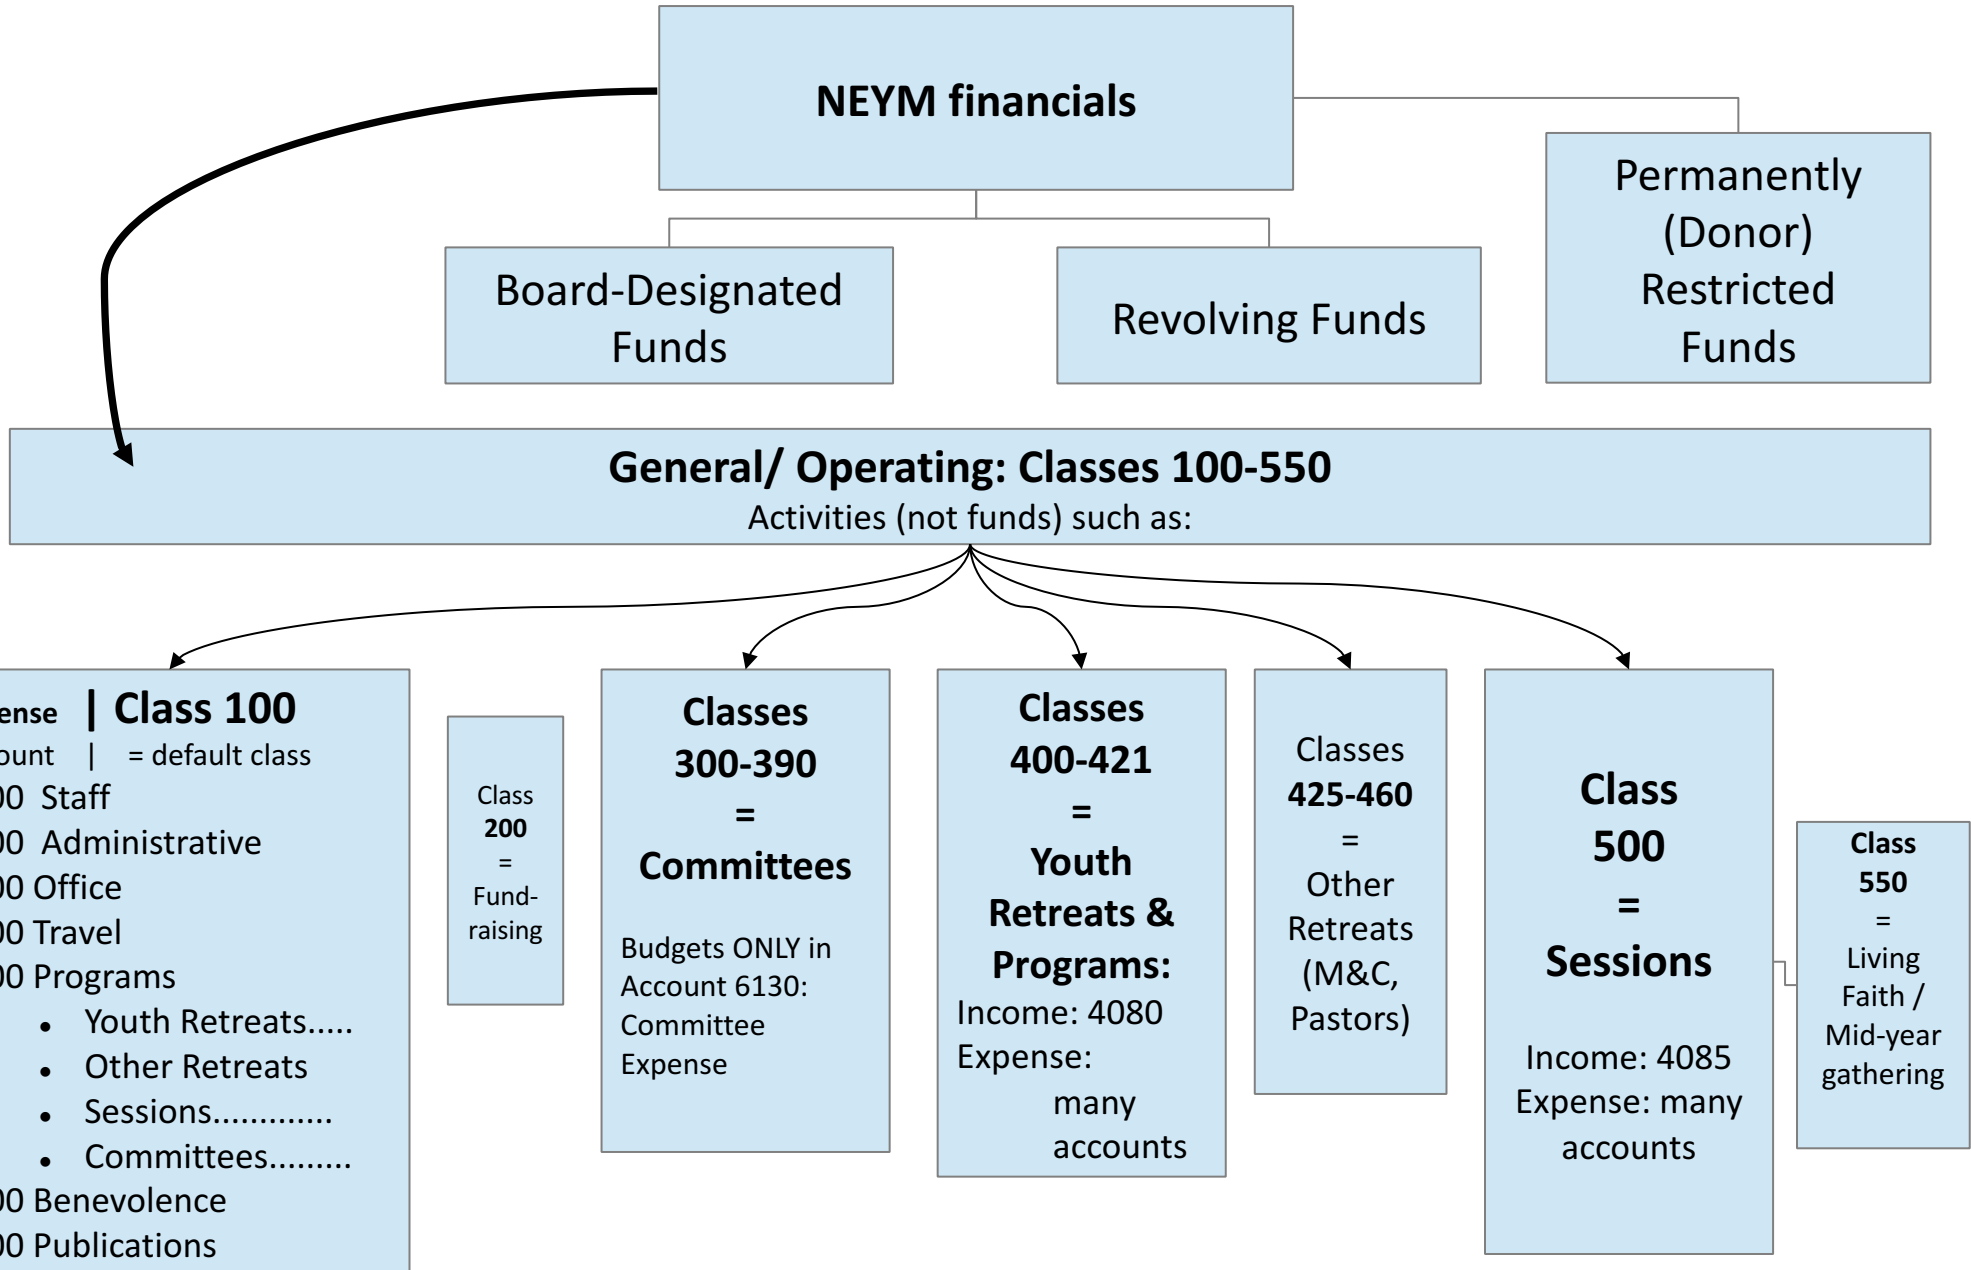 NEYM financials
Permanently
(Donor)
Restricted
Funds
Board-Designated
Funds
Revolving Funds
General/ Operating: Classes 100-550
Activities (not funds) such as:
ense | Class 100
ount | = default class
00 Staff
00 Administrative
00 Office
00 Travel
00 Programs
• Youth Retreats.....
• Other Retreats
• Sessions.............
• Committees.........
00 Benevolence
00 Publications
Class
200
=
Fund-
raising
Classes
300-390
=
Committees
Budgets ONLY in
Account 6130:
Committee
Expense
Classes
400-421
=
Youth
Retreats &
Programs:
Income: 4080
Expense:
many
accounts
Classes
425-460
=
Other
Retreats
(M&C,
Pastors)
Class
500
=
Sessions
Income: 4085
Expense: many
accounts
Class
550
=
Living
Faith /
Mid-year
gathering